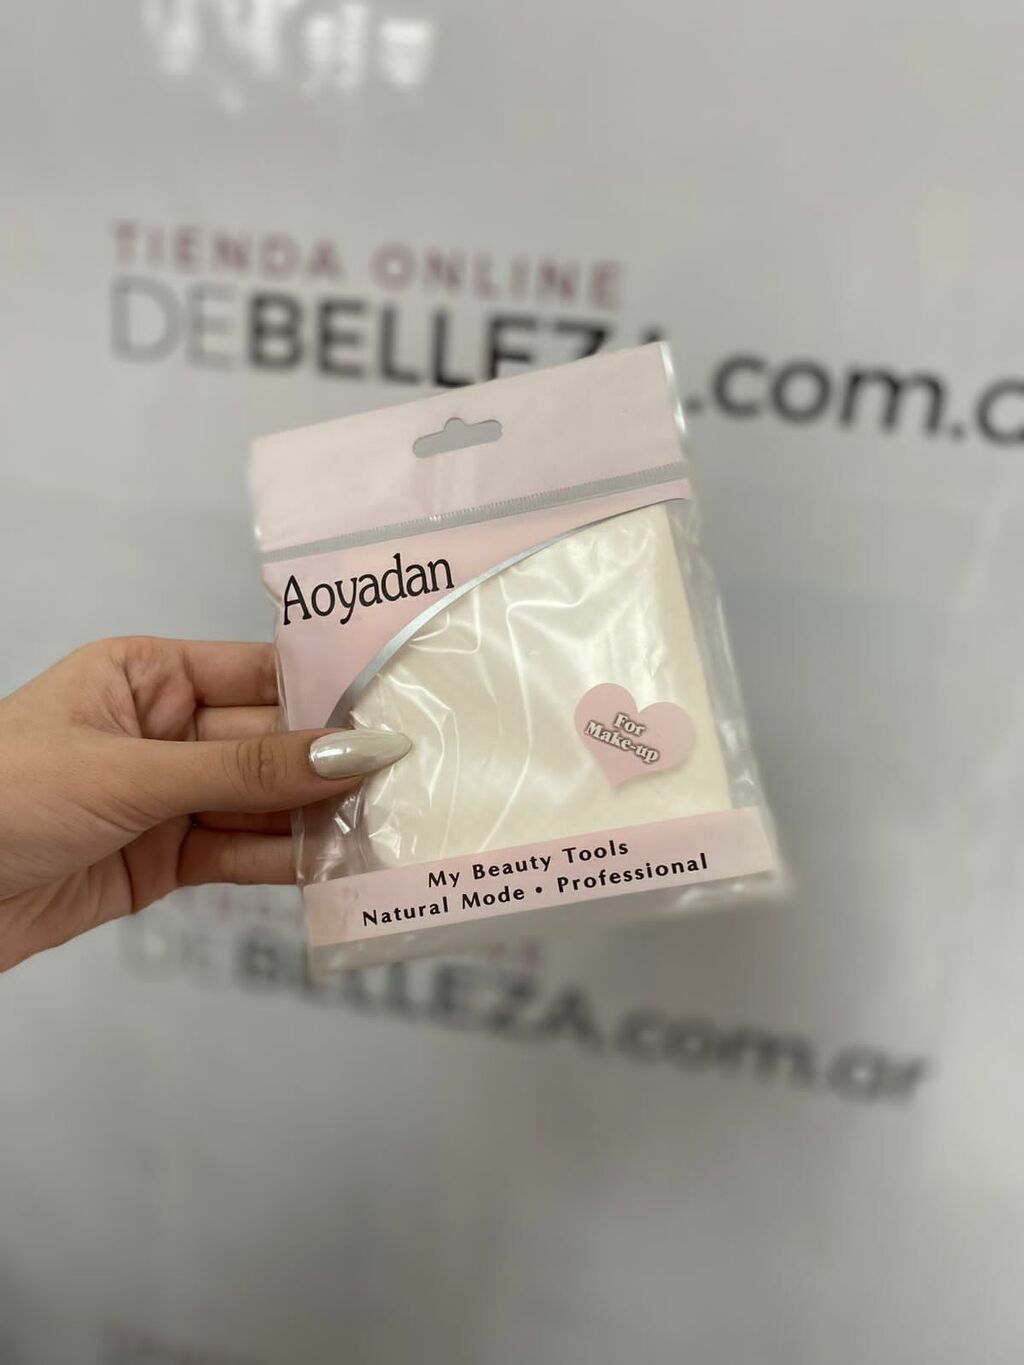 TIENDA ONLINE
DEBELLEZA.com.a
Aoyadan
For
Make-up
My Beauty Tools
Natural Mode • Professional
DEBELLEZA.com.ar